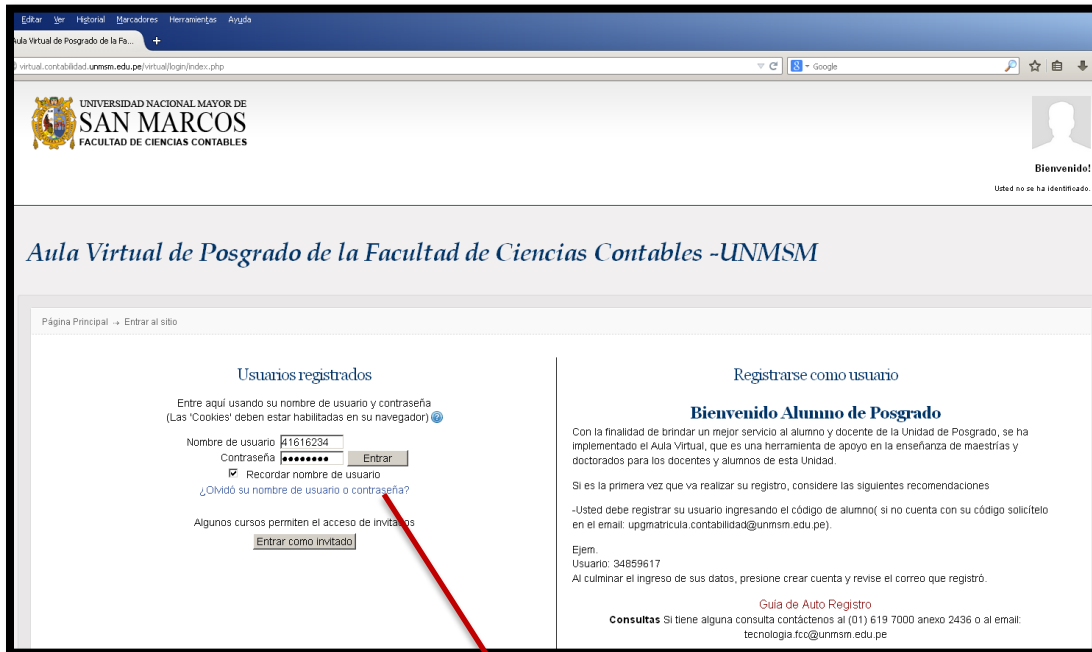 Editar Ver Historial Marcadores Herramientas Ayuda
Aula Virtual de Posgrado de la Fa... +
virtual.contabilidad.unmsm.edu.pe/virtual/login/index.php
Google
UNIVERSIDAD NACIONAL MAYOR DE
SAN MARCOS
FACULTAD DE CIENCIAS CONTABLES
Bienvenido!
Usted no se ha identificado.
Aula Virtual de Posgrado de la Facultad de Ciencias Contables -UNMSM
Página Principal → Entrar al sitio
Usuarios registrados
Entre aquí usando su nombre de usuario y contraseña
(Las 'Cookies' deben estar habilitadas en su navegador)
Nombre de usuario 41616234
Contraseña ●●●●●●●● Entrar
Recordar nombre de usuario
¿Olvidó su nombre de usuario o contraseña?
Algunos cursos permiten el acceso de invitados
Entrar como invitado
Registrarse como usuario
Bienvenido Alumno de Posgrado
Con la finalidad de brindar un mejor servicio al alumno y docente de la Unidad de Posgrado, se ha
implementado el Aula Virtual, que es una herramienta de apoyo en la enseñanza de maestrías y
doctorados para los docentes y alumnos de esta Unidad.
Si es la primera vez que va realizar su registro, considere las siguientes recomendaciones
-Usted debe registrar su usuario ingresando el código de alumno( si no cuenta con su código solicítelo
en el email: upgmatricula.contabilidad@unmsm.edu.pe).
Ejem.
Usuario: 34859617
Al culminar el ingreso de sus datos, presione crear cuenta y revise el correo que registró.
Guía de Auto Registro
Consultas Si tiene alguna consulta contáctenos al (01) 619 7000 anexo 2436 o al email:
tecnologia.fcc@unmsm.edu.pe